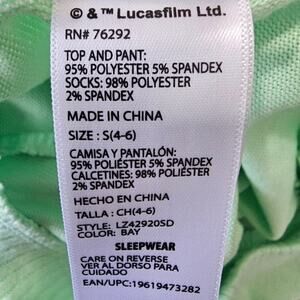 © & ™ Lucasfilm Ltd.
RN# 76292
TOP AND PANT:
95% POLYESTER 5% SPANDEX
SOCKS: 98% POLYESTER
2% SPANDEX
MADE IN CHINA
SIZE : S(4-6)
CAMISA Y PANTALÓN:
95% POLIÉSTER 5% SPANDEX
CALCETINES: 98% POLIÉSTER
2% SPANDEX
HECHO EN CHINA
TALLA : CH(4-6)
STYLE: LZ42920SD
COLOR: BAY
SLEEPWEAR
CARE ON REVERSE
VER AL DORSO PARA
CUIDADO
EAN/UPC:19619473282